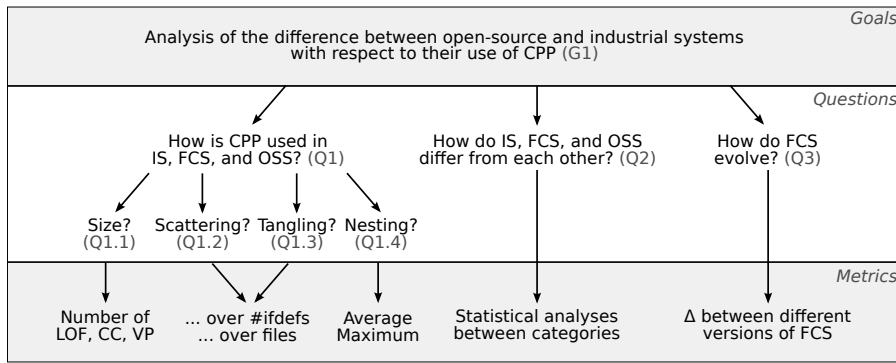 Goals
Analysis of the difference between open-source and industrial systems
with respect to their use of CPP (G1)
Questions
How is CPP used in
IS, FCS, and OSS? (Q1)
How do IS, FCS, and OSS
differ from each other? (Q2)
How do FCS
evolve? (Q3)
Size?
(Q1.1)
Scattering?
(Q1.2)
Tangling?
(Q1.3)
Nesting?
(Q1.4)
Metrics
Number of
LOF, CC, VP
... over #ifdefs
... over files
Average
Maximum
Statistical analyses
between categories
Δ between different
versions of FCS